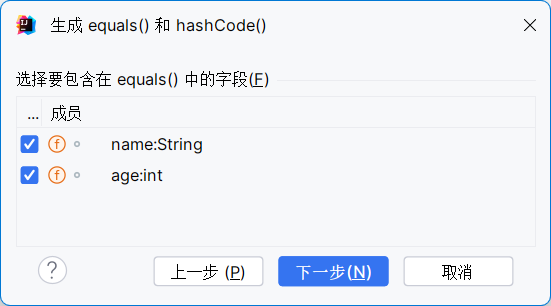 生成 equals() 和 hashCode()
选择要包含在 equals() 中的字段(F)
... 成员
name:String
age:int
? 上一步 (P) 下一步(N) 取消